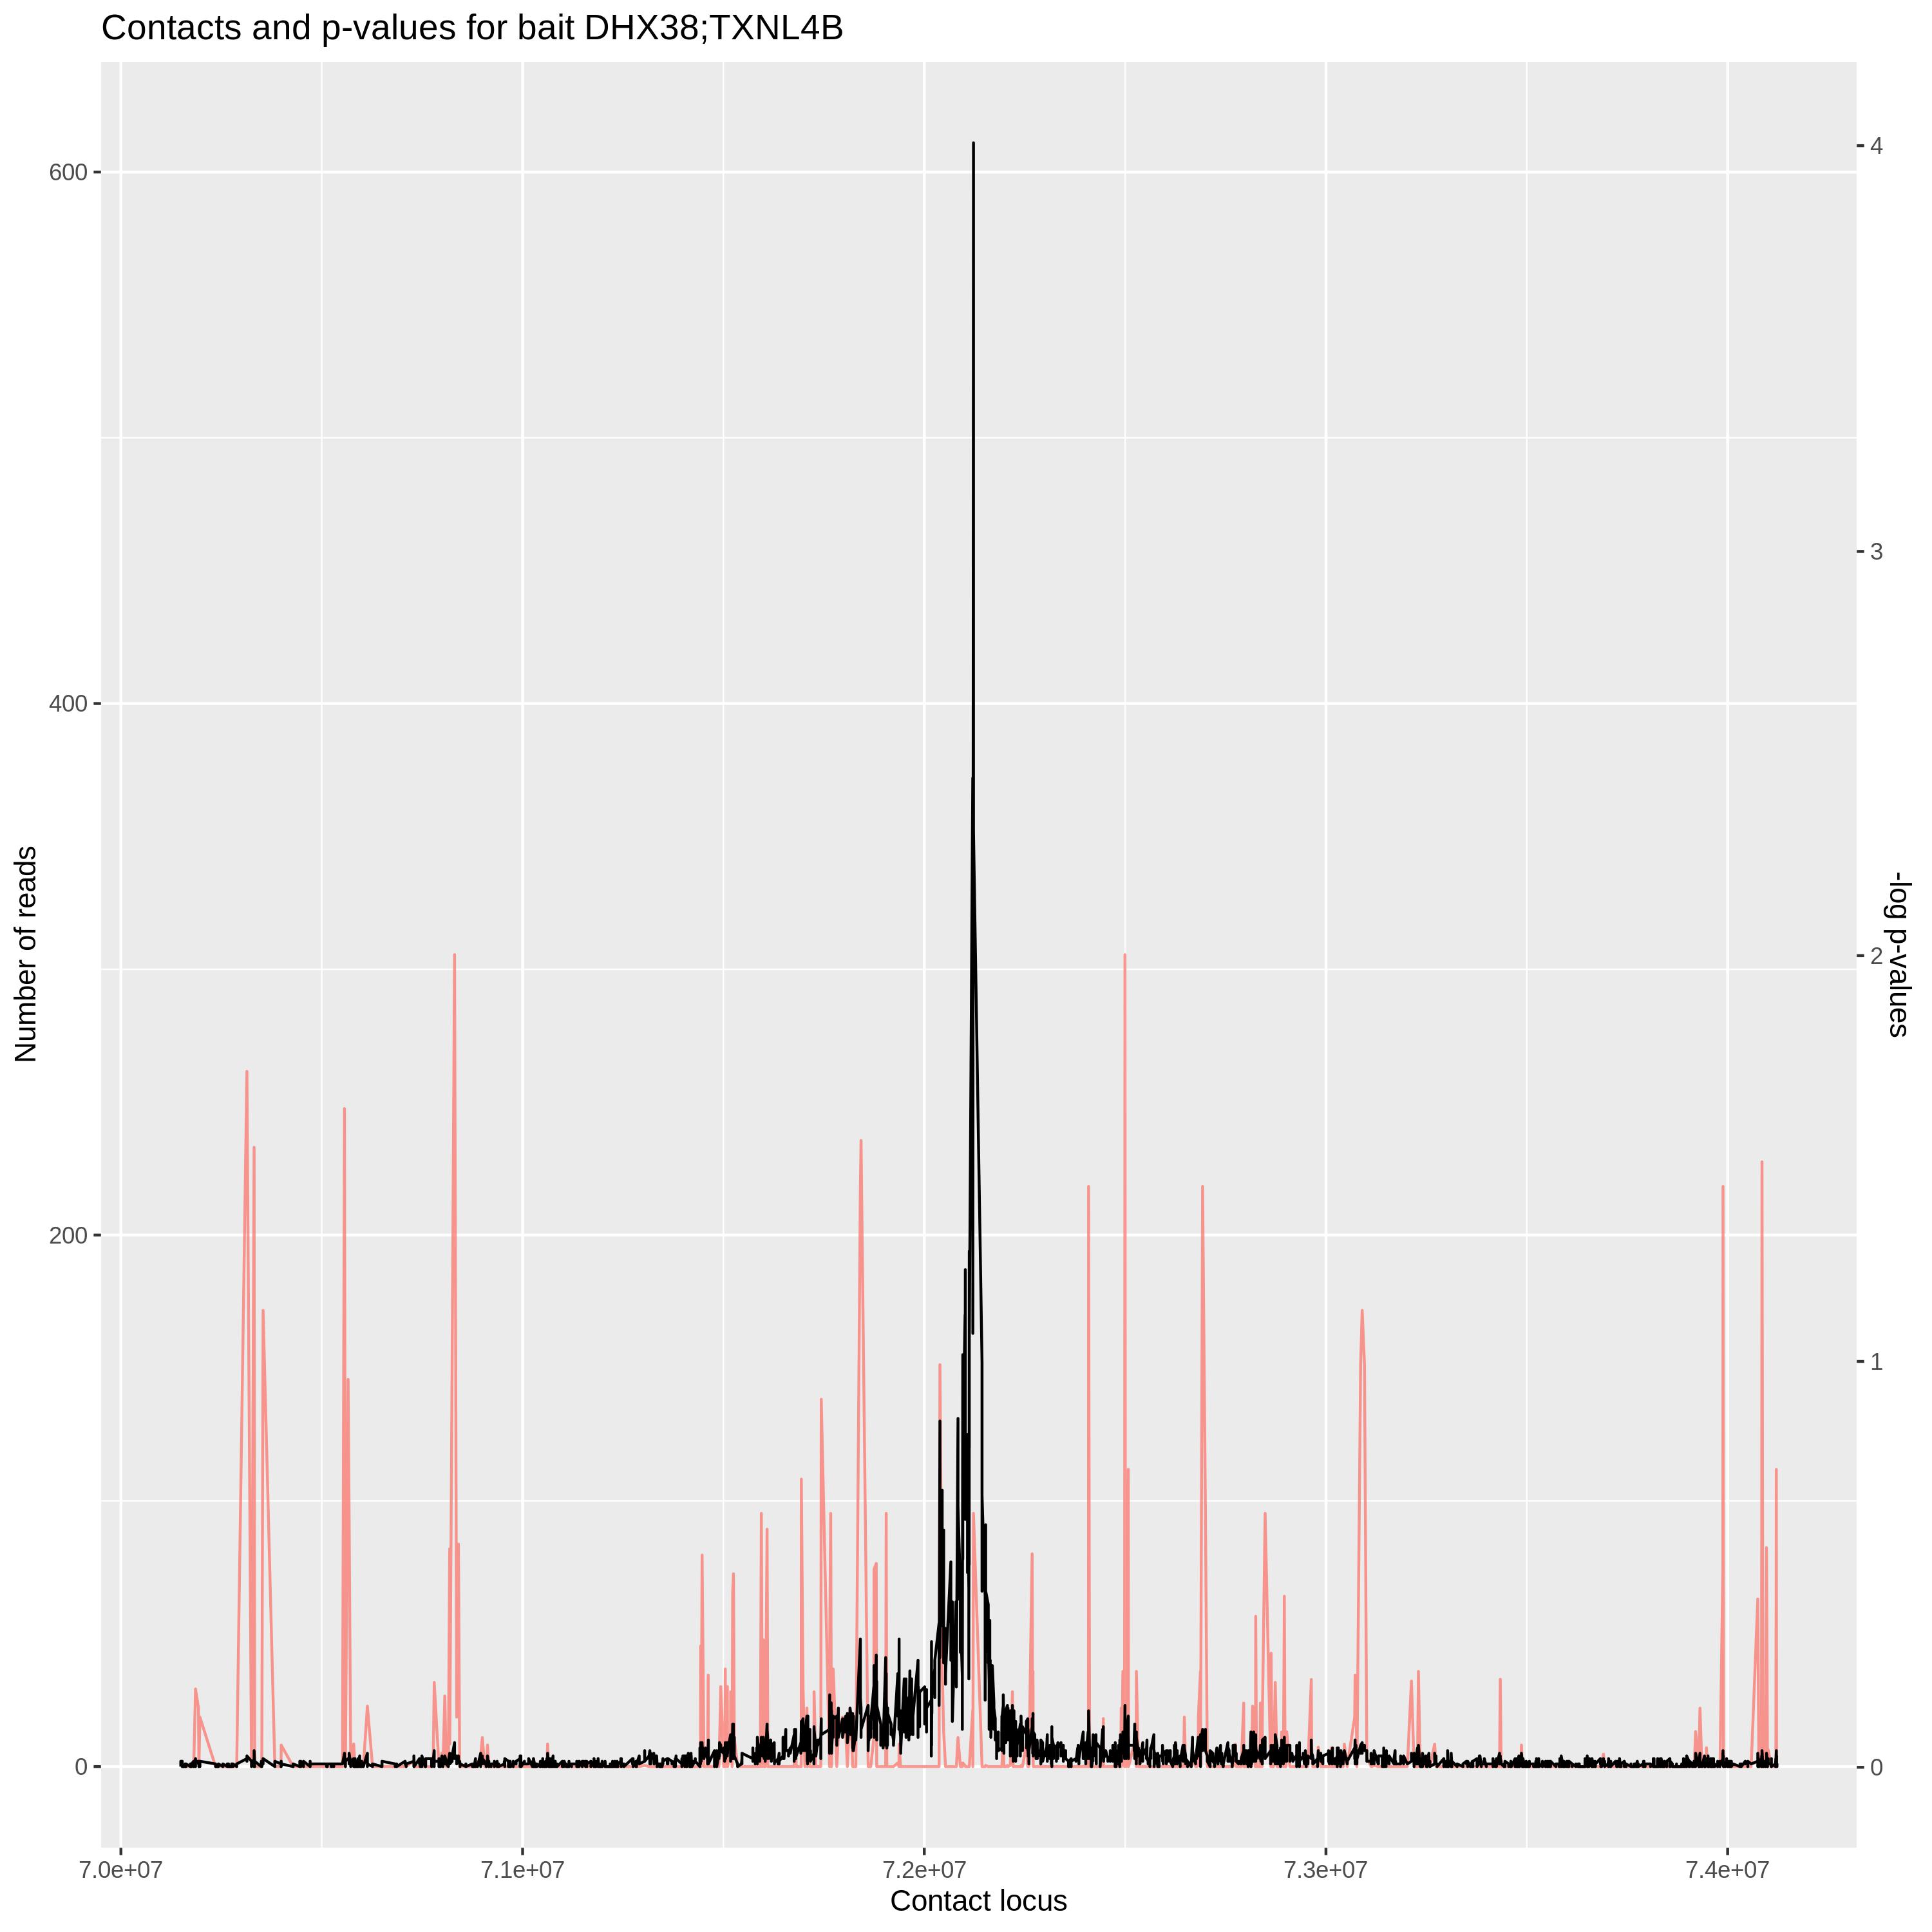 Contacts and p-values for bait DHX38;TXNL4B
600
400
200
0
Number of reads
4
3
2
1
0
-log p-values
7.0e+07
7.1e+07
7.2e+07
7.3e+07
7.4e+07
Contact locus